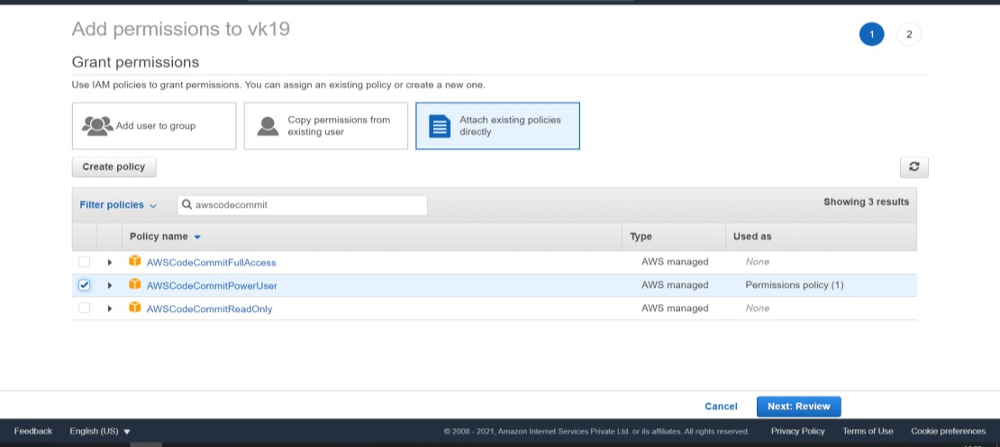 Add permissions to vk19
1
2
Grant permissions
Use IAM policies to grant permissions. You can assign an existing policy or create a new one.
Add user to group
Copy permissions from
existing user
Attach existing policies
directly
Create policy
Filter policies
awscodecommit
Showing 3 results
Policy name
Type
Used as
AWSCodeCommitFullAccess
AWS managed
None
AWSCodeCommitPowerUser
AWS managed
Permissions policy (1)
AWSCodeCommitReadOnly
AWS managed
None
Cancel
Next: Review
Feedback
English (US)
© 2008 - 2021, Amazon Internet Services Private Ltd. or its affiliates. All rights reserved.
Privacy Policy
Terms of Use
Cookie preferences